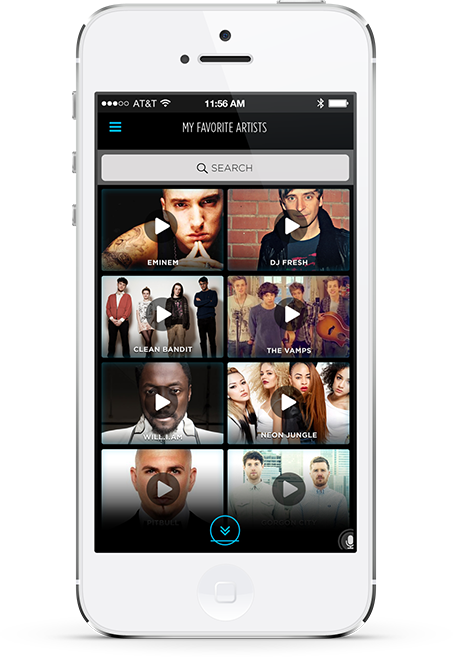 AT&T 11:56 AM
MY FAVORITE ARTISTS
SEARCH
EMINEM DJ FRESH
CLEAN BANDIT THE VAMPS
WILL.I.AM NEON JUNGLE
PITBULL